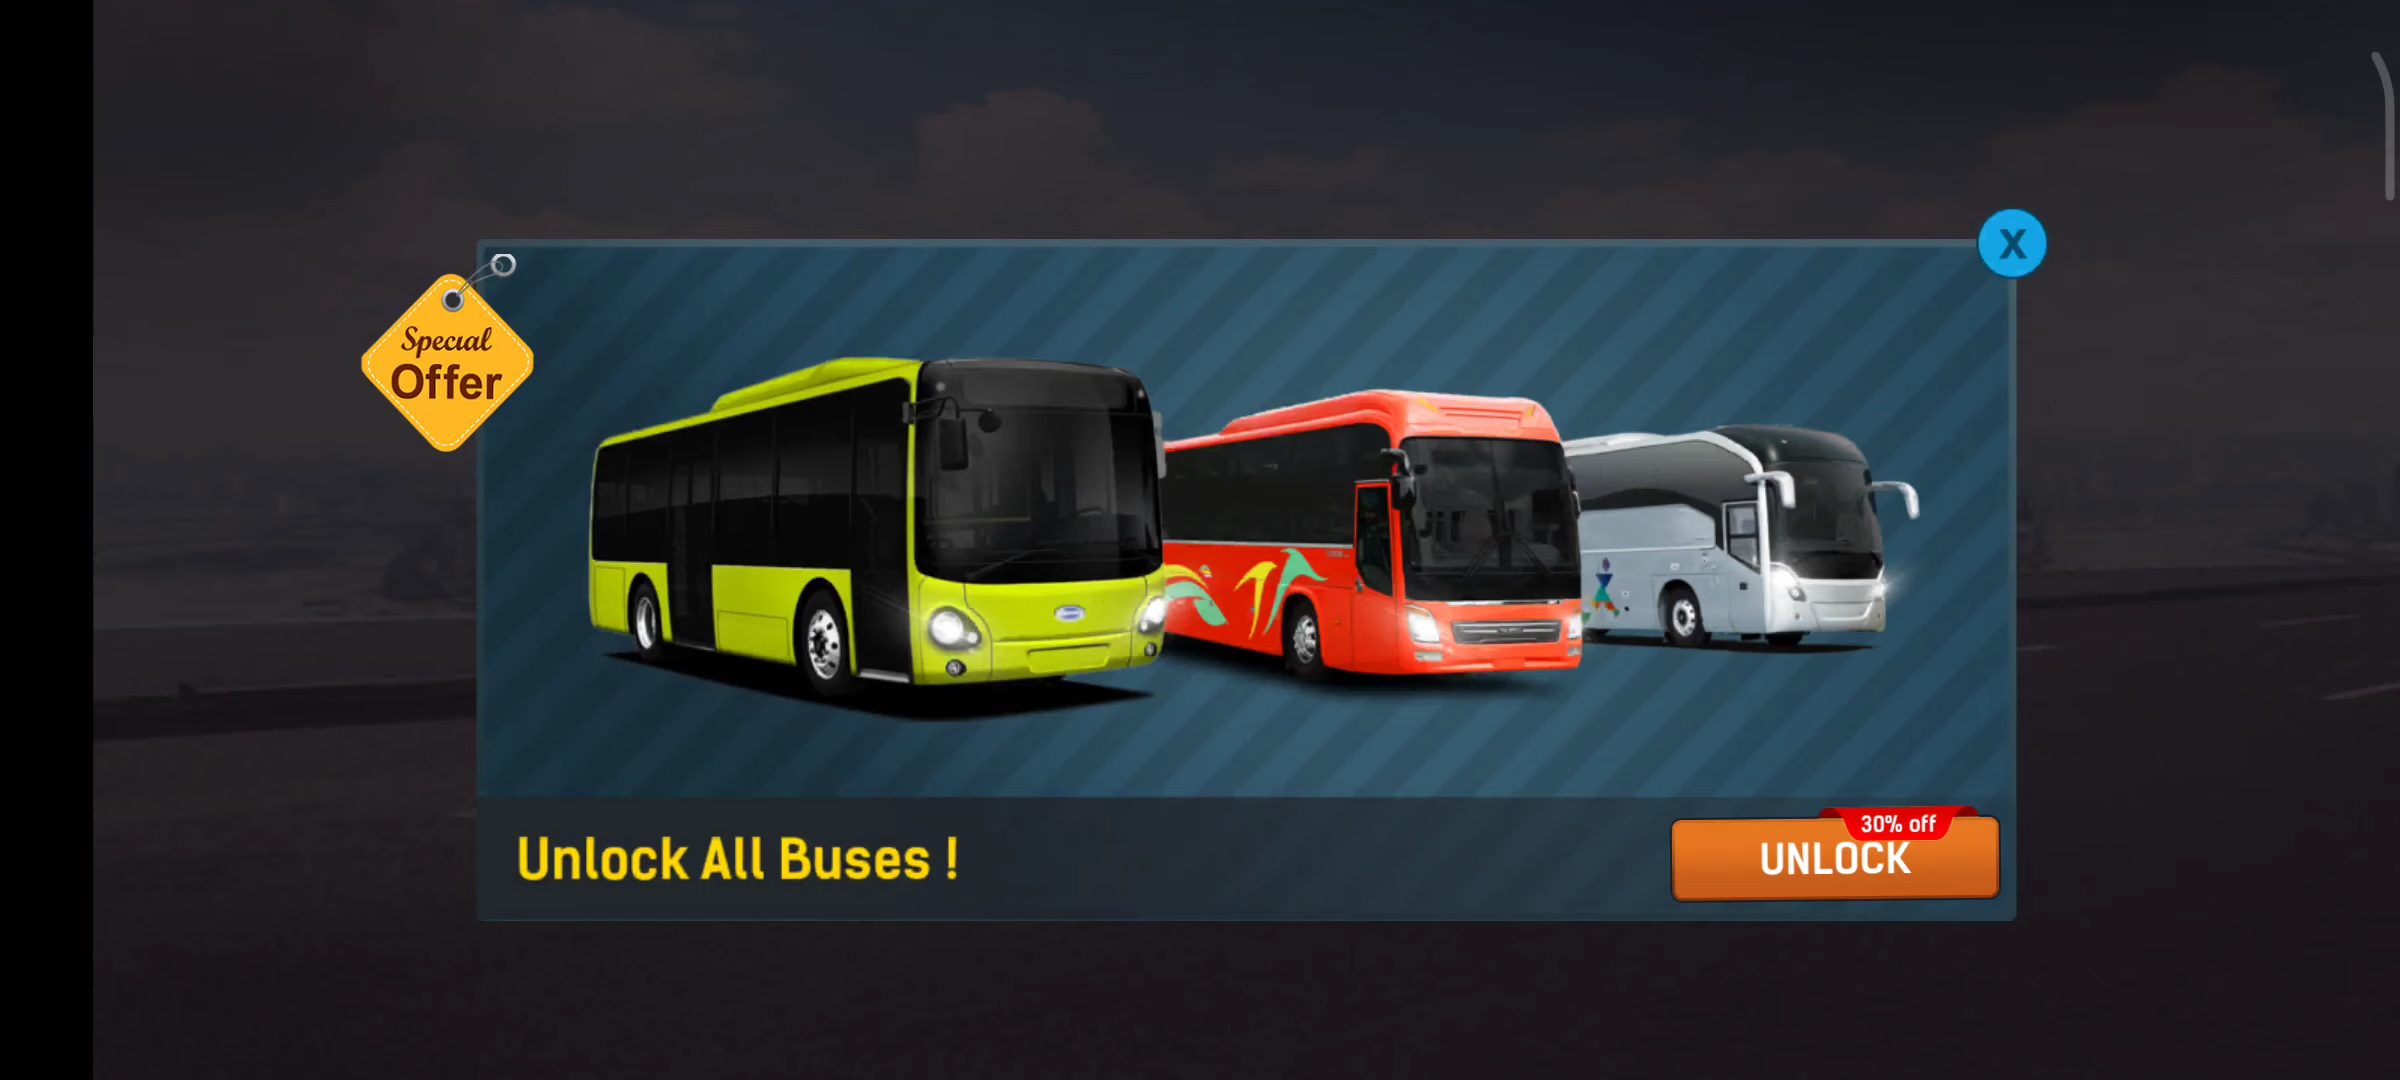 Special
Offer
X
Unlock All Buses !
30% off
UNLOCK